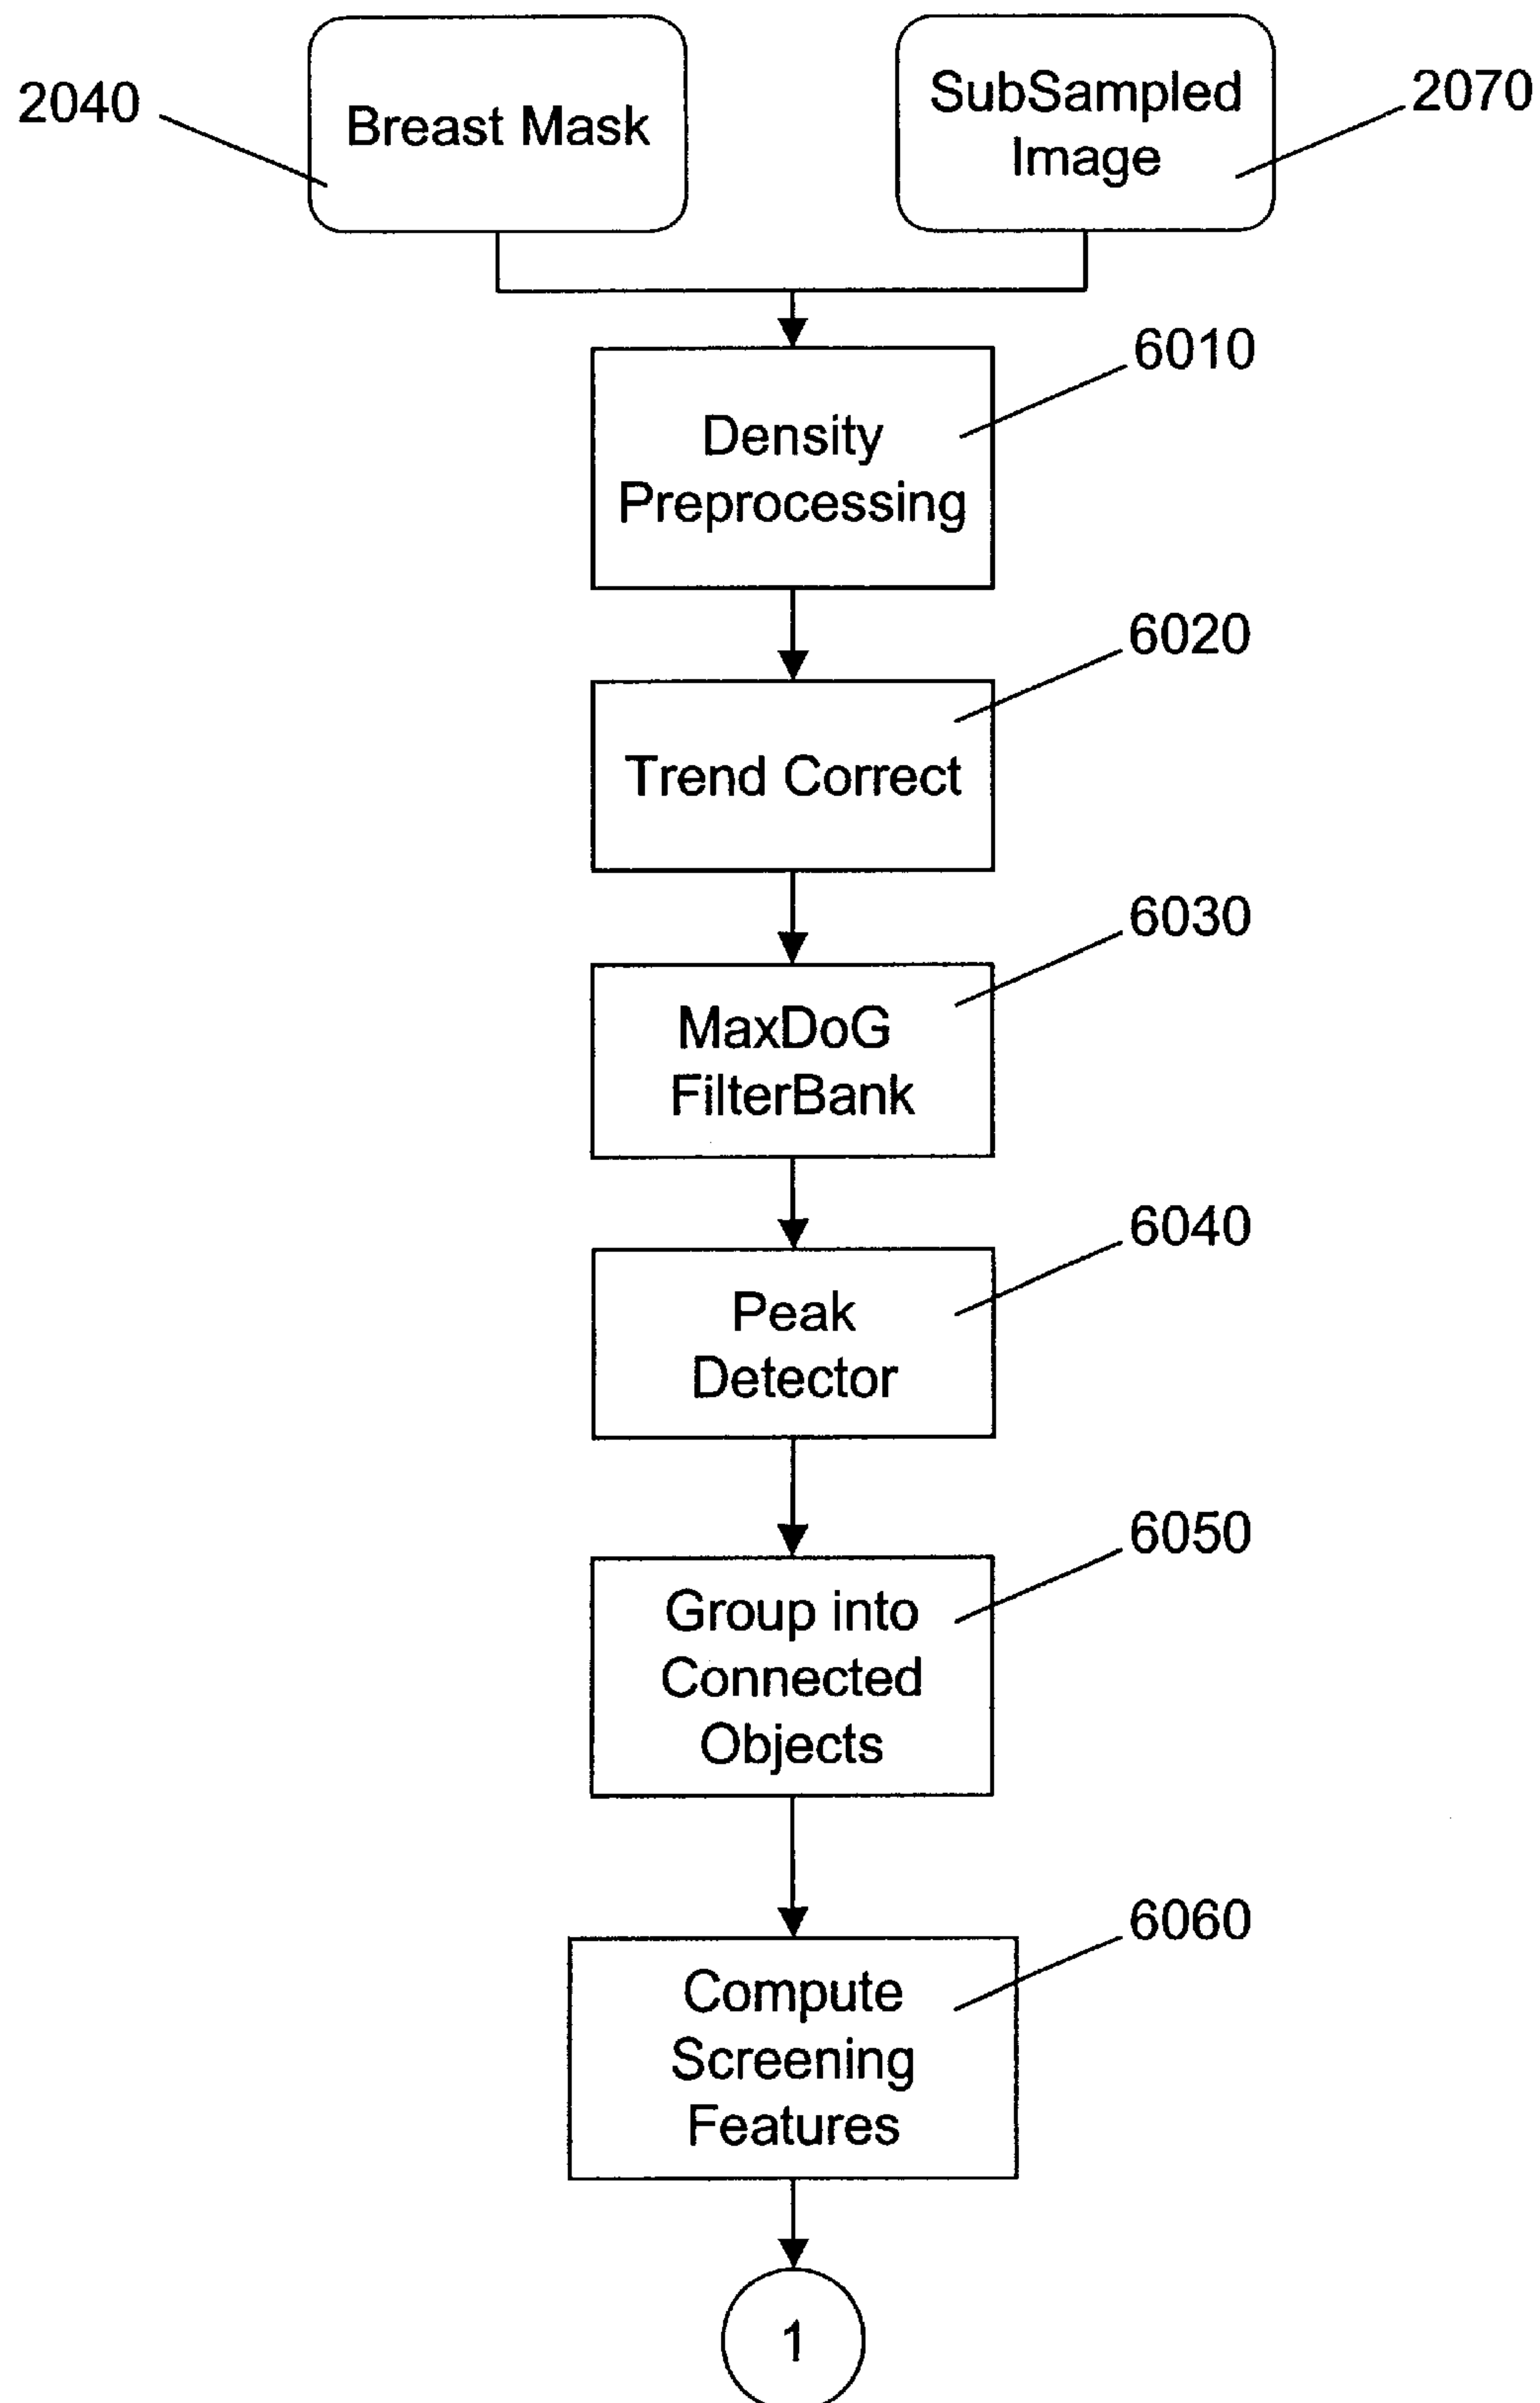 2040
Breast Mask
SubSampled
Image
2070
6010
Density
Preprocessing
6020
Trend Correct
6030
MaxDoG
FilterBank
6040
Peak
Detector
6050
Group into
Connected
Objects
6060
Compute
Screening
Features
1